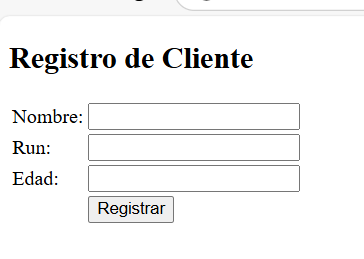 Registro de Cliente
Nombre:
Run:
Edad:
Registrar